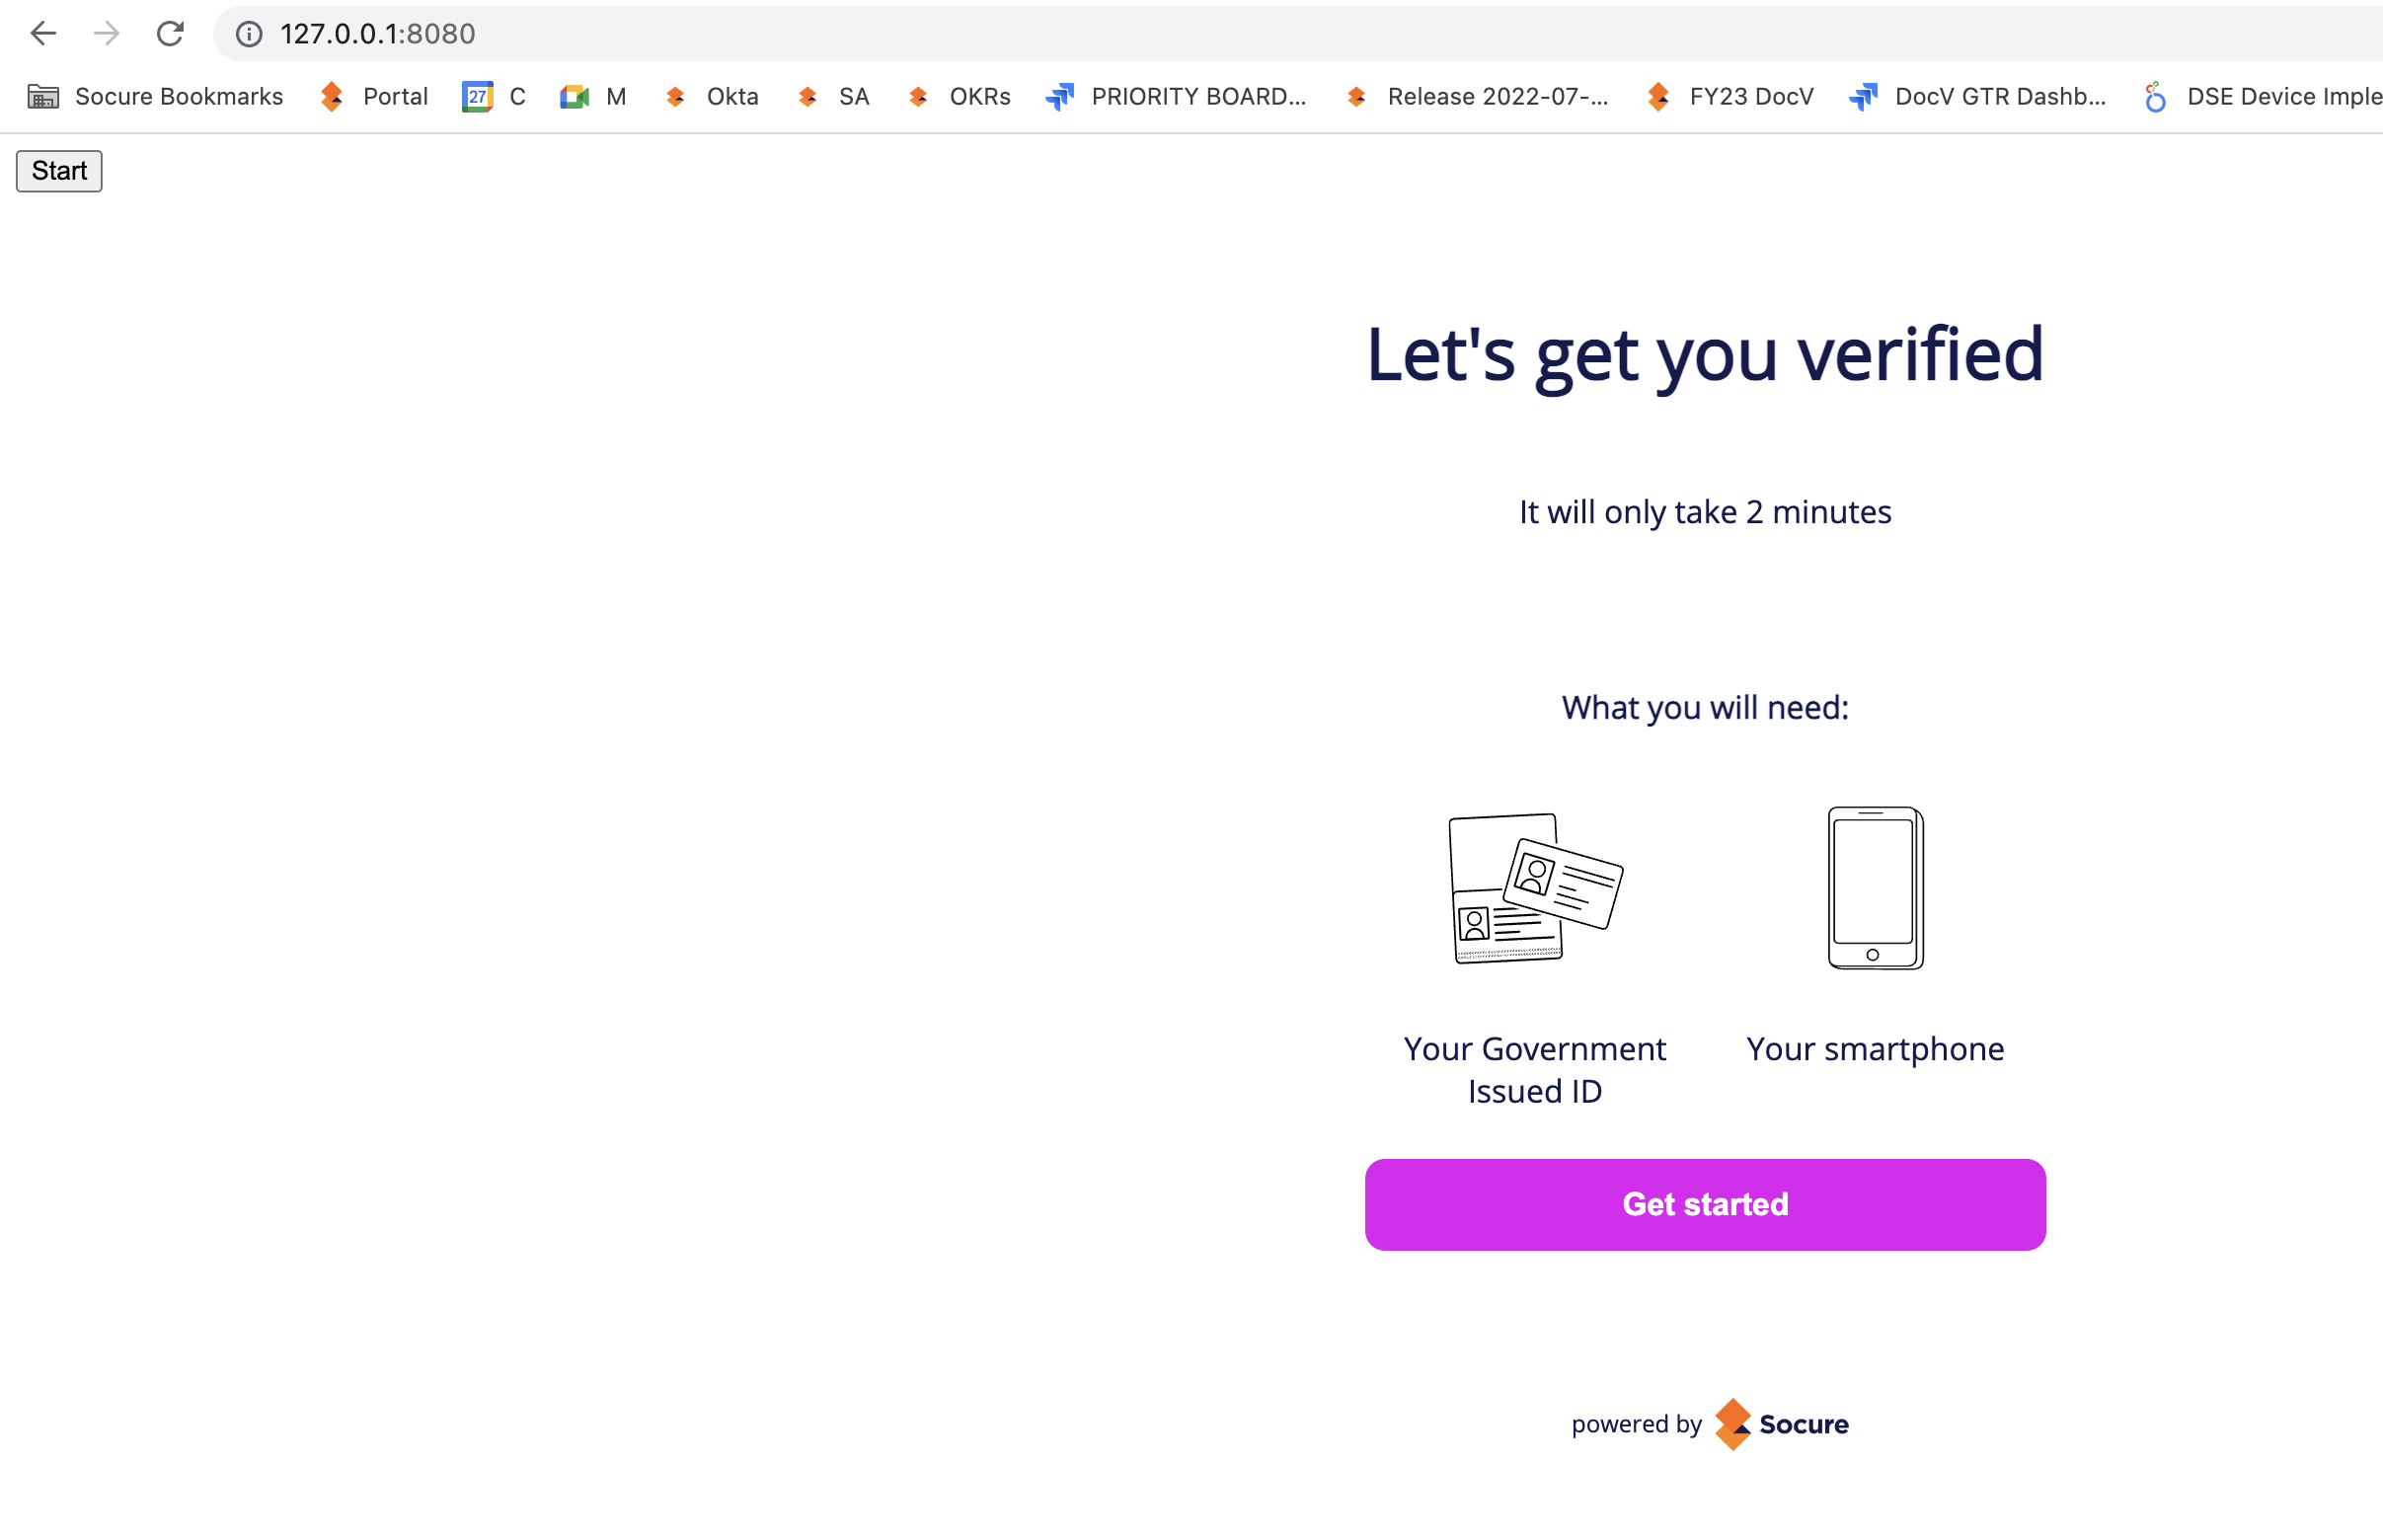 127.0.0.1:8080
Socure Bookmarks Portal 27 C M Okta SA OKRs PRIORITY BOARD... Release 2022-07-... FY23 DocV DocV GTR Dashb... DSE Device Imple
Start
Let's get you verified
It will only take 2 minutes
What you will need:
Your Government
Issued ID
Your smartphone
Get started
powered by Socure